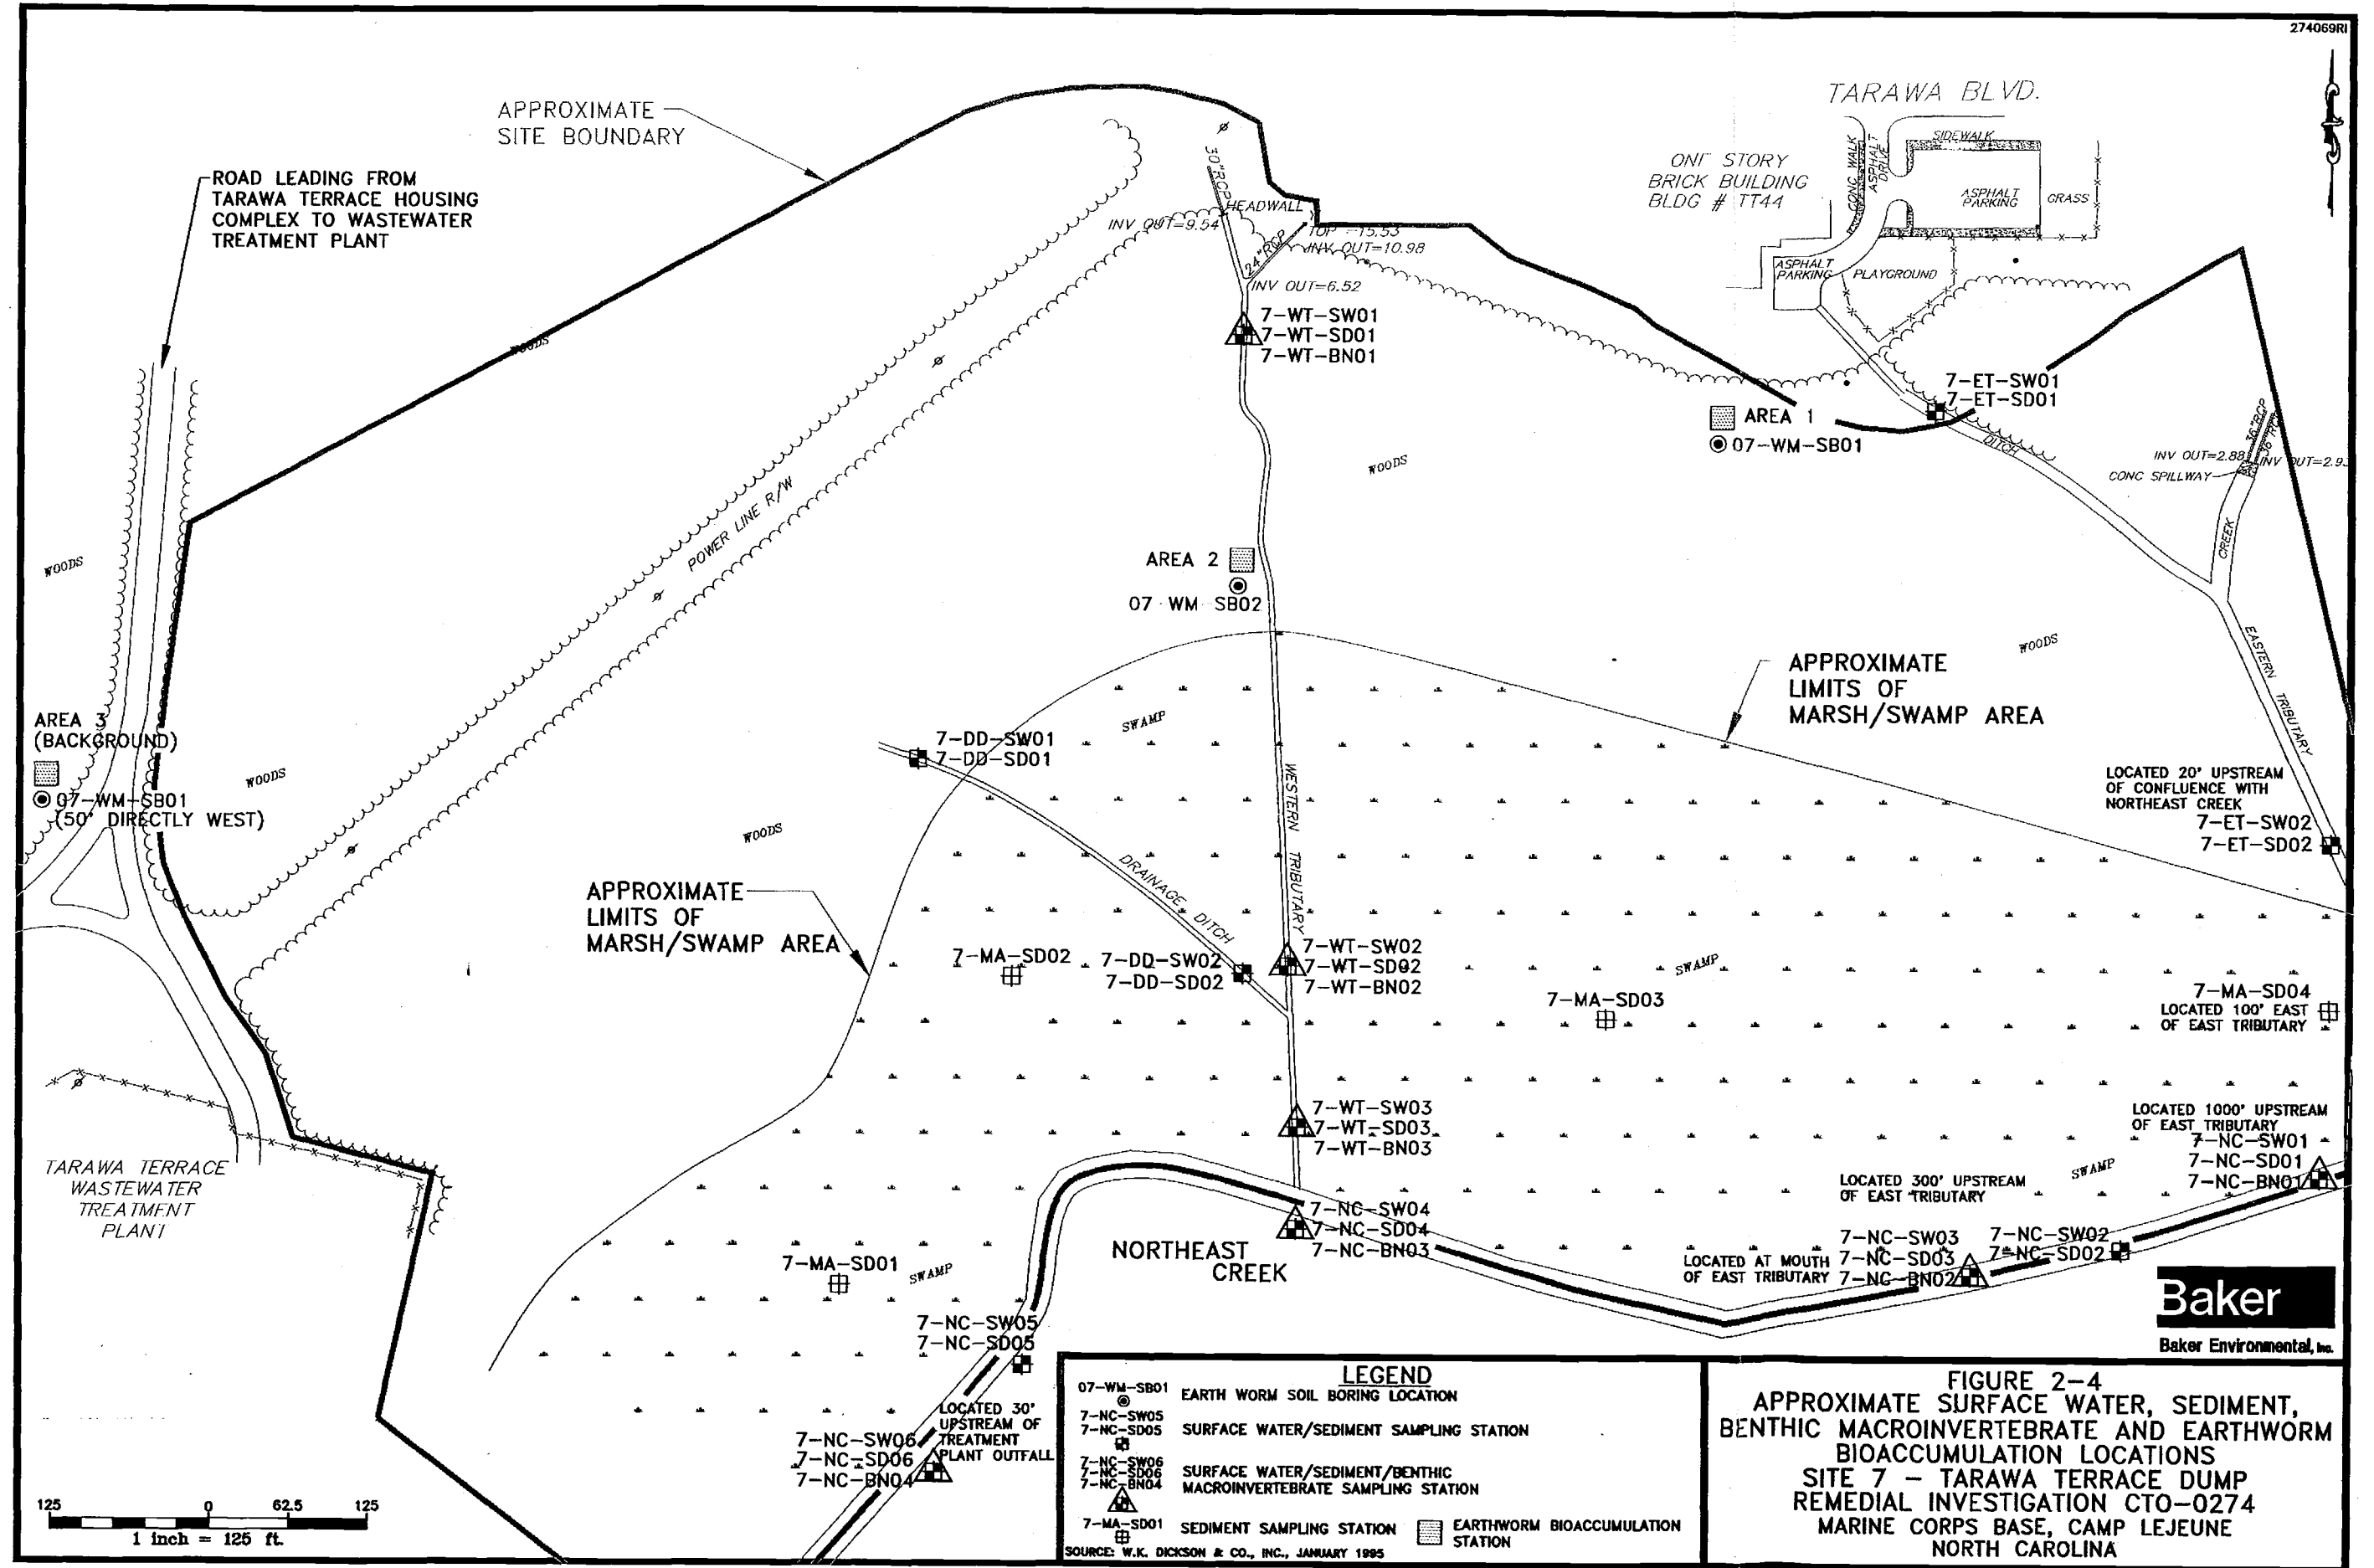 274069RI
TARAWA BLVD.
APPROXIMATE
SITE BOUNDARY
ROAD LEADING FROM
TARAWA TERRACE HOUSING
COMPLEX TO WASTEWATER
TREATMENT PLANT
30"RCP
HEADWALL
INV OUT=9.54
TOP =15.53
INV OUT=10.98
24"RCP
INV OUT=6.52
ONE STORY
BRICK BUILDING
BLDG # TT44
CONC WALK
ASPHALT
DRIVE
SIDEWALK
ASPHALT
PARKING
GRASS
ASPHALT
PARKING
PLAYGROUND
7-WT-SW01
7-WT-SD01
7-WT-BN01
WOODS
7-ET-SW01
7-ET-SD01
AREA 1
07-WM-SB01
DITCH
36"RCP
36"RCP
INV OUT=2.88
INV OUT=2.9
CONC SPILLWAY
CREEK
WOODS
POWER LINE R/W
WOODS
AREA 2
07 WM SB02
WOODS
EASTERN TRIBUTARY
APPROXIMATE
LIMITS OF
MARSH/SWAMP AREA
AREA 3
(BACKGROUND)
07-WM-SB01
(50' DIRECTLY WEST)
WOODS
WOODS
7-DD-SW01
7-DD-SD01
SWAMP
WESTERN TRIBUTARY
LOCATED 20' UPSTREAM
OF CONFLUENCE WITH
NORTHEAST CREEK
7-ET-SW02
7-ET-SD02
DRAINAGE DITCH
APPROXIMATE
LIMITS OF
MARSH/SWAMP AREA
7-MA-SD02
7-DD-SW02
7-DD-SD02
7-WT-SW02
7-WT-SD02
7-WT-BN02
SWAMP
7-MA-SD03
7-MA-SD04
LOCATED 100' EAST
OF EAST TRIBUTARY
7-WT-SW03
7-WT-SD03
7-WT-BN03
LOCATED 1000' UPSTREAM
OF EAST TRIBUTARY
7-NC-SW01
7-NC-SD01
7-NC-BN01
SWAMP
TARAWA TERRACE
WASTEWATER
TREATMENT
PLANT
LOCATED 300' UPSTREAM
OF EAST TRIBUTARY
7-NC-SW04
7-NC-SD04
7-NC-BN03
NORTHEAST
CREEK
7-NC-SW03
7-NC-SD03
7-NC-BN02
LOCATED AT MOUTH
OF EAST TRIBUTARY
7-NC-SW02
7-NC-SD02
7-MA-SD01
SWAMP
7-NC-SW05
7-NC-SD05
LOCATED 30'
UPSTREAM OF
TREATMENT
PLANT OUTFALL
7-NC-SW06
7-NC-SD06
7-NC-BN04
Baker
Baker Environmental, Inc.
125 0 62.5 125
1 inch = 125 ft.
LEGEND
07-WM-SB01
EARTH WORM SOIL BORING LOCATION
7-NC-SW05
7-NC-SD05
SURFACE WATER/SEDIMENT SAMPLING STATION
7-NC-SW06
7-NC-SD06
7-NC-BN04
SURFACE WATER/SEDIMENT/BENTHIC
MACROINVERTEBRATE SAMPLING STATION
7-MA-SD01
SEDIMENT SAMPLING STATION
EARTHWORM BIOACCUMULATION
STATION
SOURCE: W.K. DICKSON & CO., INC., JANUARY 1995
FIGURE 2-4
APPROXIMATE SURFACE WATER, SEDIMENT,
BENTHIC MACROINVERTEBRATE AND EARTHWORM
BIOACCUMULATION LOCATIONS
SITE 7 - TARAWA TERRACE DUMP
REMEDIAL INVESTIGATION CTO-0274
MARINE CORPS BASE, CAMP LEJEUNE
NORTH CAROLINA